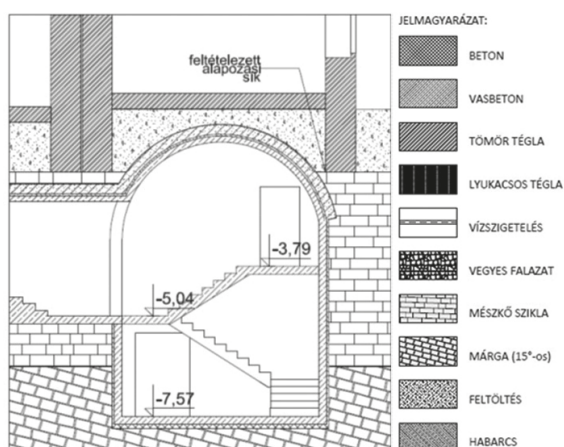 feltételezett
alapozási
sík
-3,79
-5,04
-7,57
JELMAGYARÁZAT:
BETON
VASBETON
TÖMÖR TÉGLA
LYUKACSOS TÉGLA
VÍZSZIGETELÉS
VEGYES FALAZAT
MÉSZKŐ SZIKLA
MÁRGA (15°-os)
FELTÖLTÉS
HABARCS